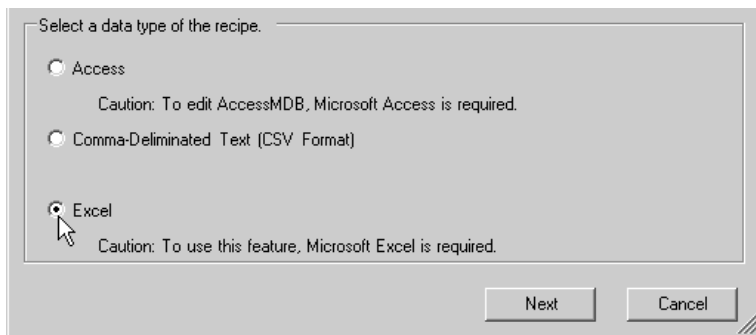 Select a data type of the recipe.
Access
Caution: To edit AccessMDB, Microsoft Access is required.
Comma-Deliminated Text (CSV Format)
Excel
Caution: To use this feature, Microsoft Excel is required.
Next Cancel